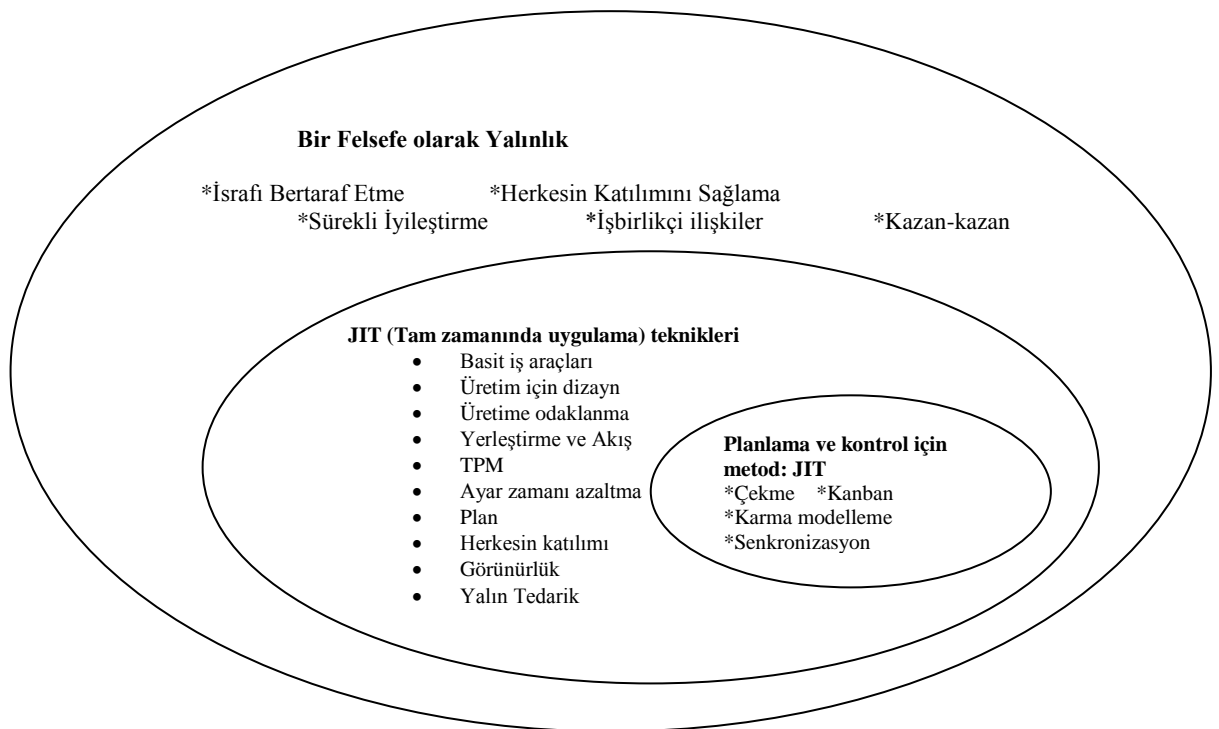 Bir Felsefe olarak Yalınlık
*İsrafı Bertaraf Etme *Herkesin Katılımını Sağlama
*Sürekli İyileştirme *İşbirlikçi ilişkiler *Kazan-kazan
JIT (Tam zamanında uygulama) teknikleri
• Basit iş araçları
• Üretim için dizayn
• Üretime odaklanma
• Yerleştirme ve Akış
• TPM
• Ayar zamanı azaltma
• Plan
• Herkesin katılımı
• Görünürlük
• Yalın Tedarik
Planlama ve kontrol için
metod: JIT
*Çekme *Kanban
*Karma modelleme
*Senkronizasyon